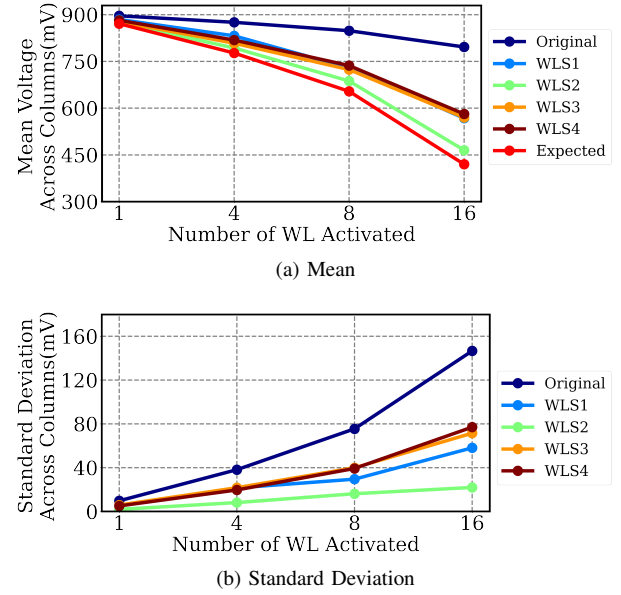 Mean Voltage
Across Columns(mV)
900
750
600
450
300
1
4
8
16
Number of WL Activated
Original
WLS1
WLS2
WLS3
WLS4
Expected
(a) Mean
Standard Deviation
Across Columns(mV)
160
120
80
40
0
1
4
8
16
Number of WL Activated
Original
WLS1
WLS2
WLS3
WLS4
(b) Standard Deviation